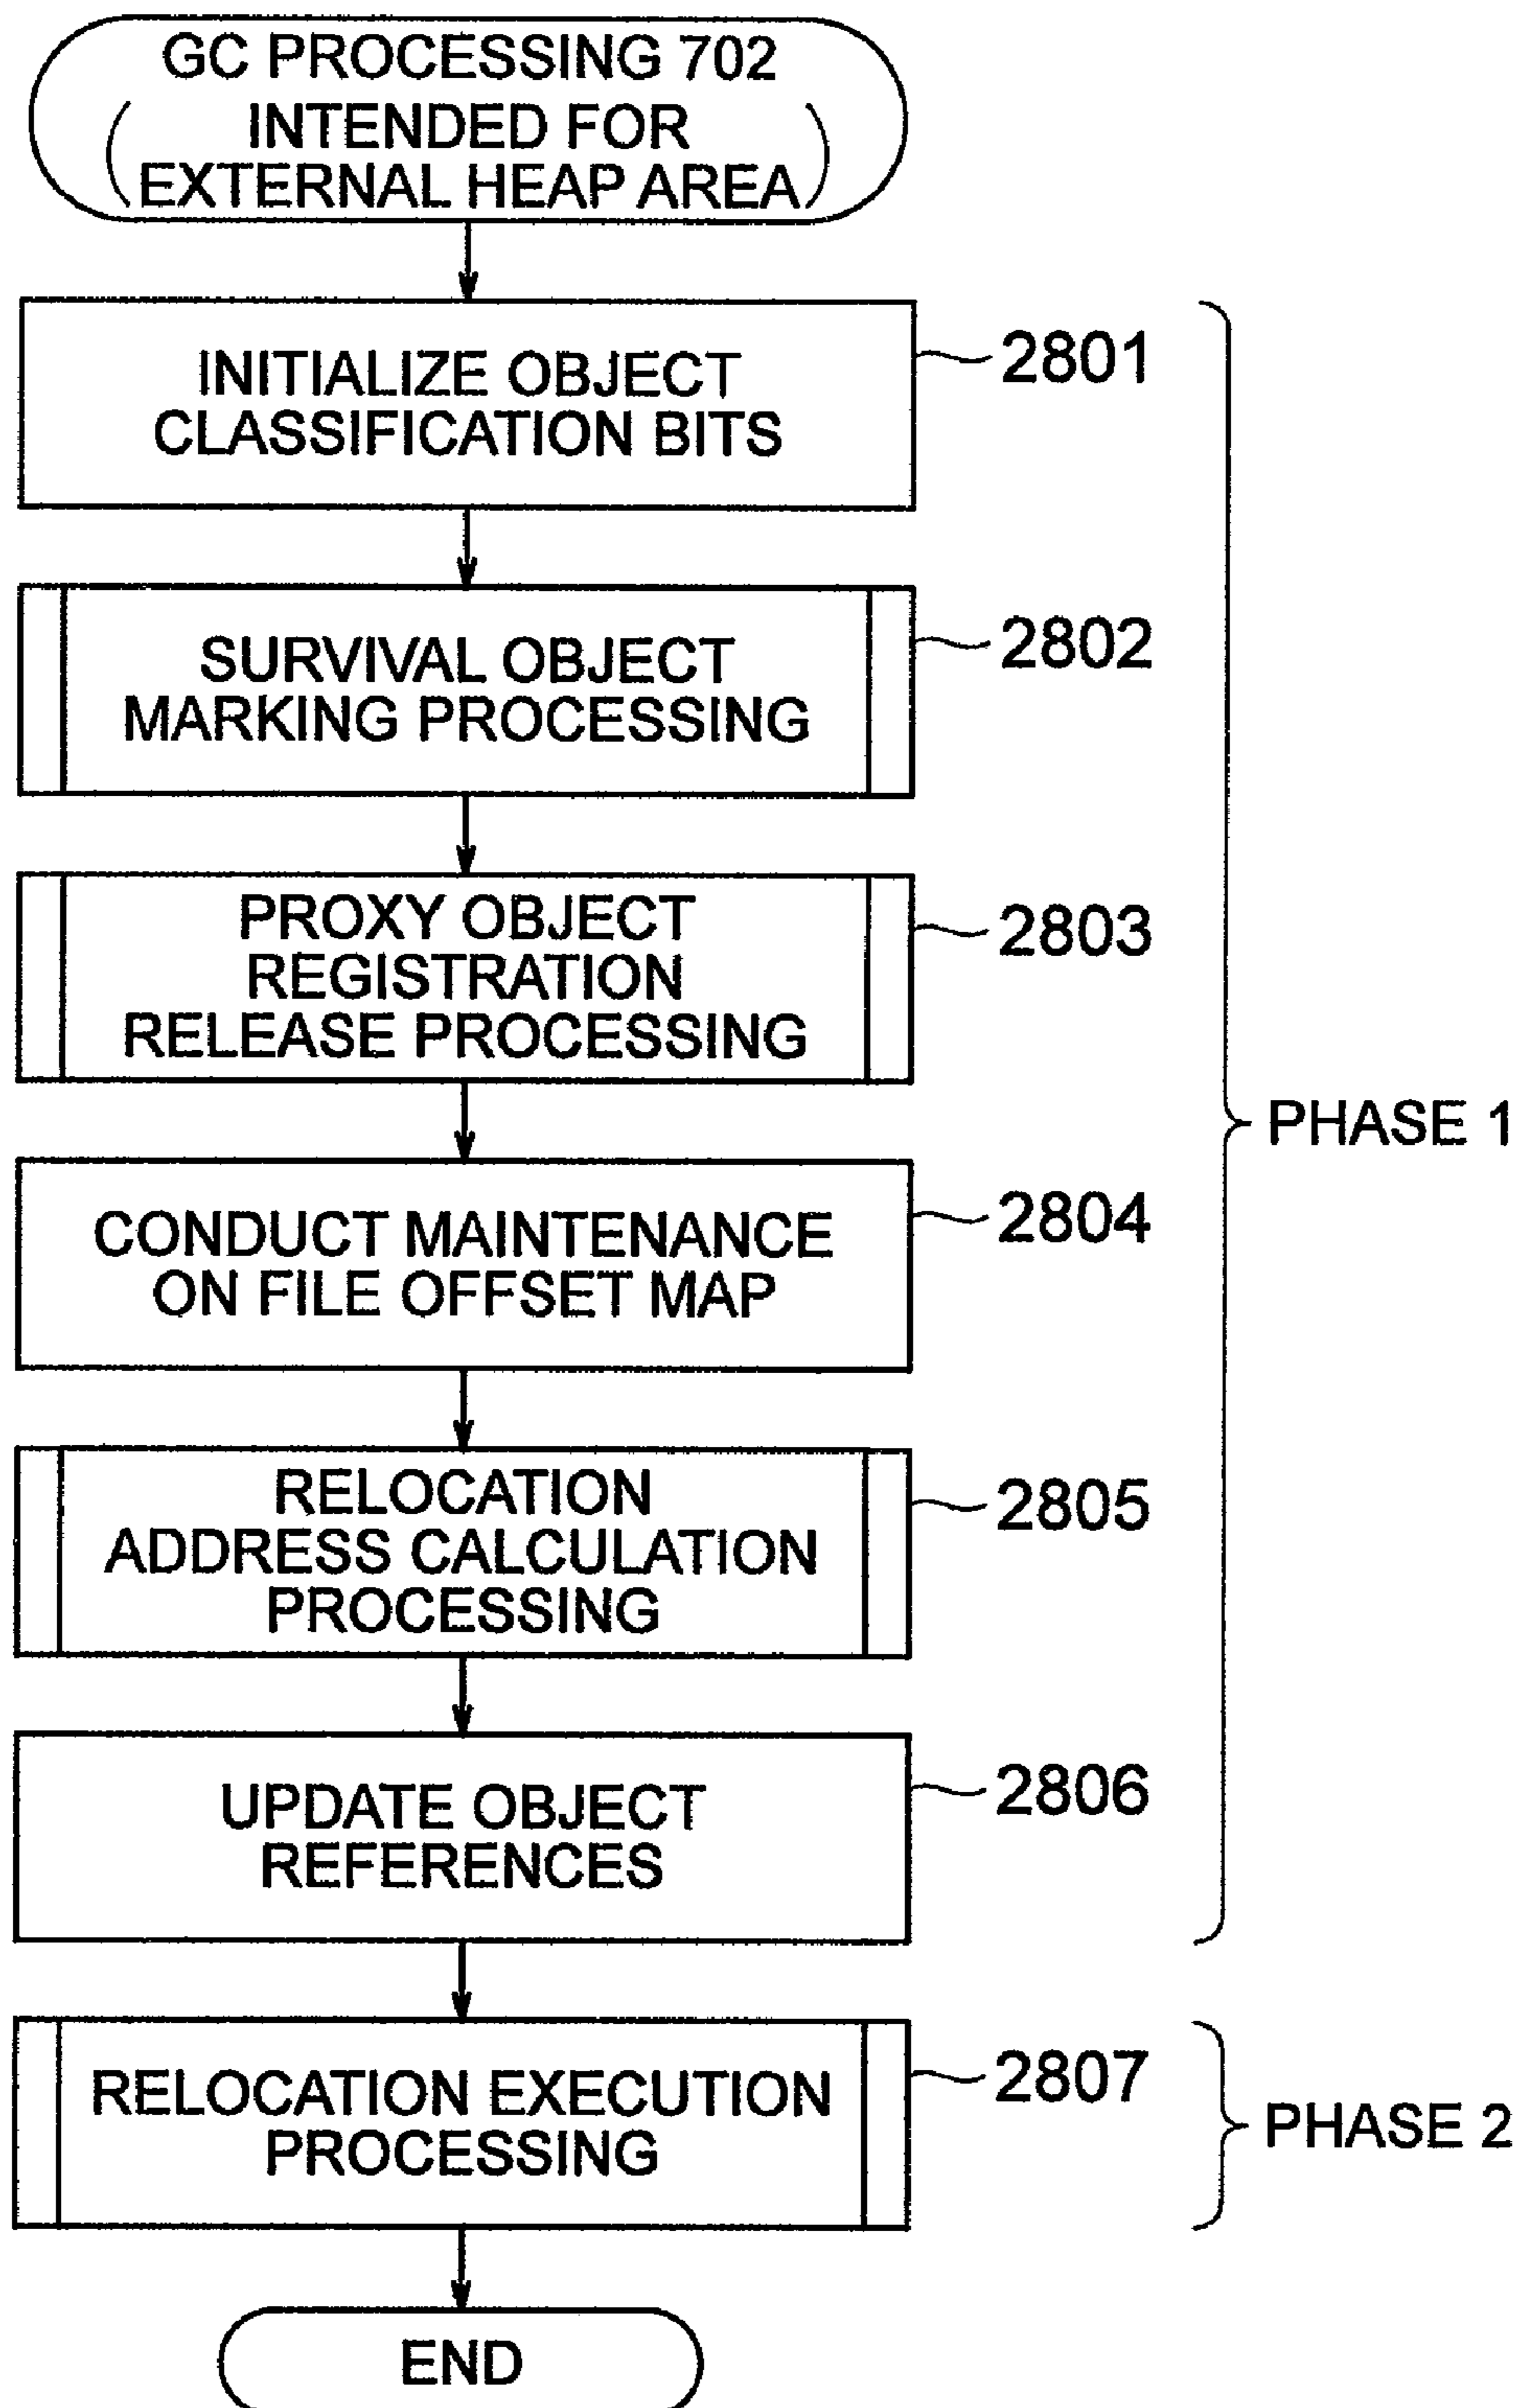 GC PROCESSING 702
( INTENDED FOR
EXTERNAL HEAP AREA )
INITIALIZE OBJECT
CLASSIFICATION BITS
2801
SURVIVAL OBJECT
MARKING PROCESSING
2802
PROXY OBJECT
REGISTRATION
RELEASE PROCESSING
2803
PHASE 1
CONDUCT MAINTENANCE
ON FILE OFFSET MAP
2804
RELOCATION
ADDRESS CALCULATION
PROCESSING
2805
UPDATE OBJECT
REFERENCES
2806
RELOCATION EXECUTION
PROCESSING
2807
PHASE 2
END